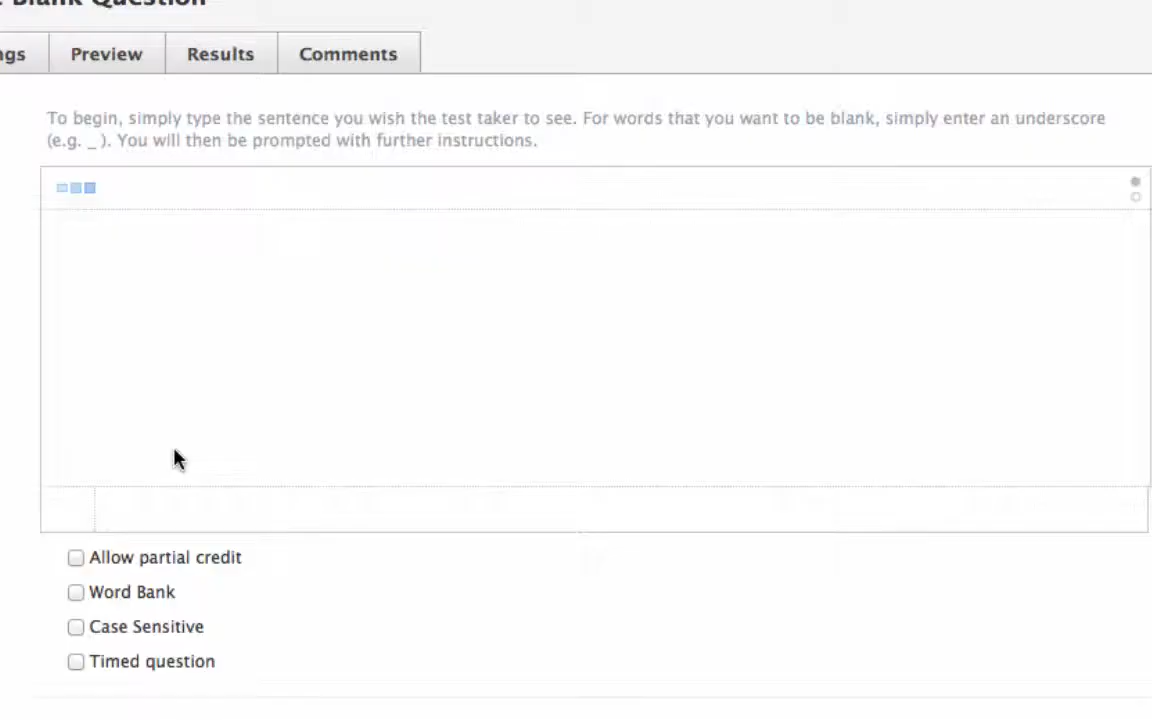 Blank Question
ngs
Preview
Results
Comments
To begin, simply type the sentence you wish the test taker to see. For words that you want to be blank, simply enter an underscore
(e.g. _ ). You will then be prompted with further instructions.
Allow partial credit
Word Bank
Case Sensitive
Timed question